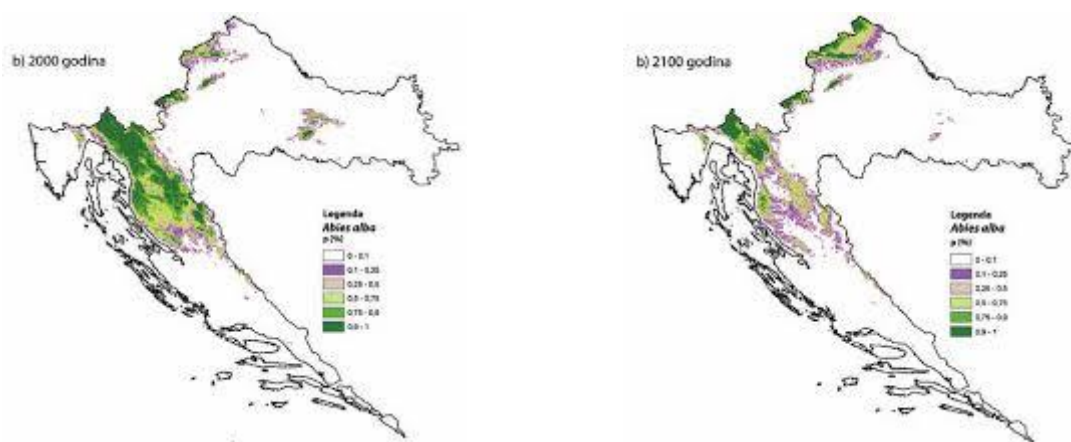 b) 2000 godina
Legenda
Abies alba
p (%)
0 - 0,1
0,1 - 0,25
0,25 - 0,5
0,5 - 0,75
0,75 - 0,9
0,9 - 1
b) 2100 godina
Legenda
Abies alba
p (%)
0 - 0,1
0,1 - 0,25
0,25 - 0,5
0,5 - 0,75
0,75 - 0,9
0,9 - 1